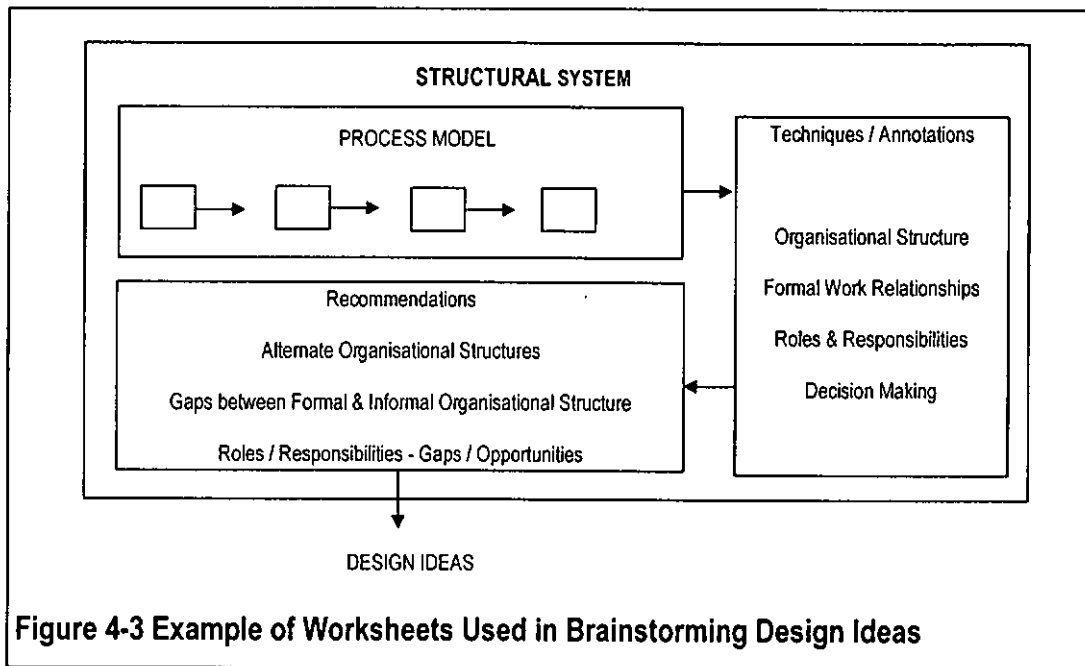 STRUCTURAL SYSTEM
PROCESS MODEL
Techniques / Annotations
Organisational Structure
Formal Work Relationships
Roles & Responsibilities
Decision Making
Recommendations
Alternate Organisational Structures
Gaps between Formal & Informal Organisational Structure
Roles / Responsibilities - Gaps / Opportunities
DESIGN IDEAS
Figure 4-3 Example of Worksheets Used in Brainstorming Design Ideas